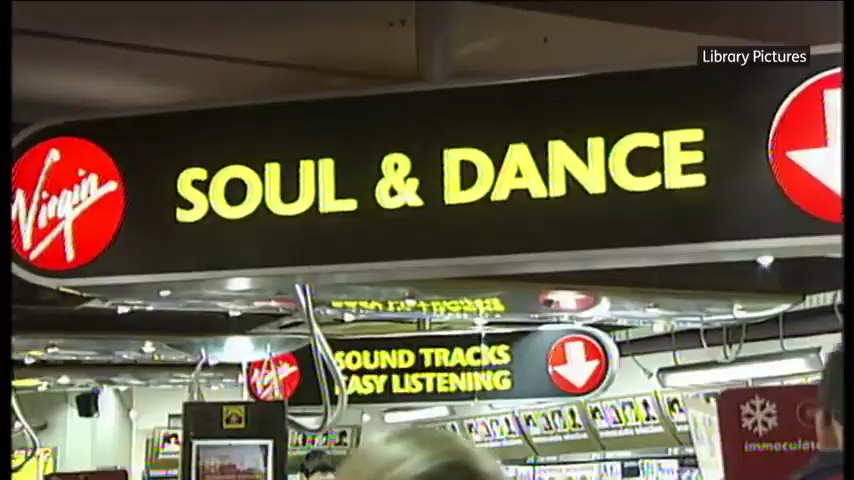 Library Pictures
Virgin
SOUL & DANCE
Virgin
SOUND TRACKS
EASY LISTENING
immaculate